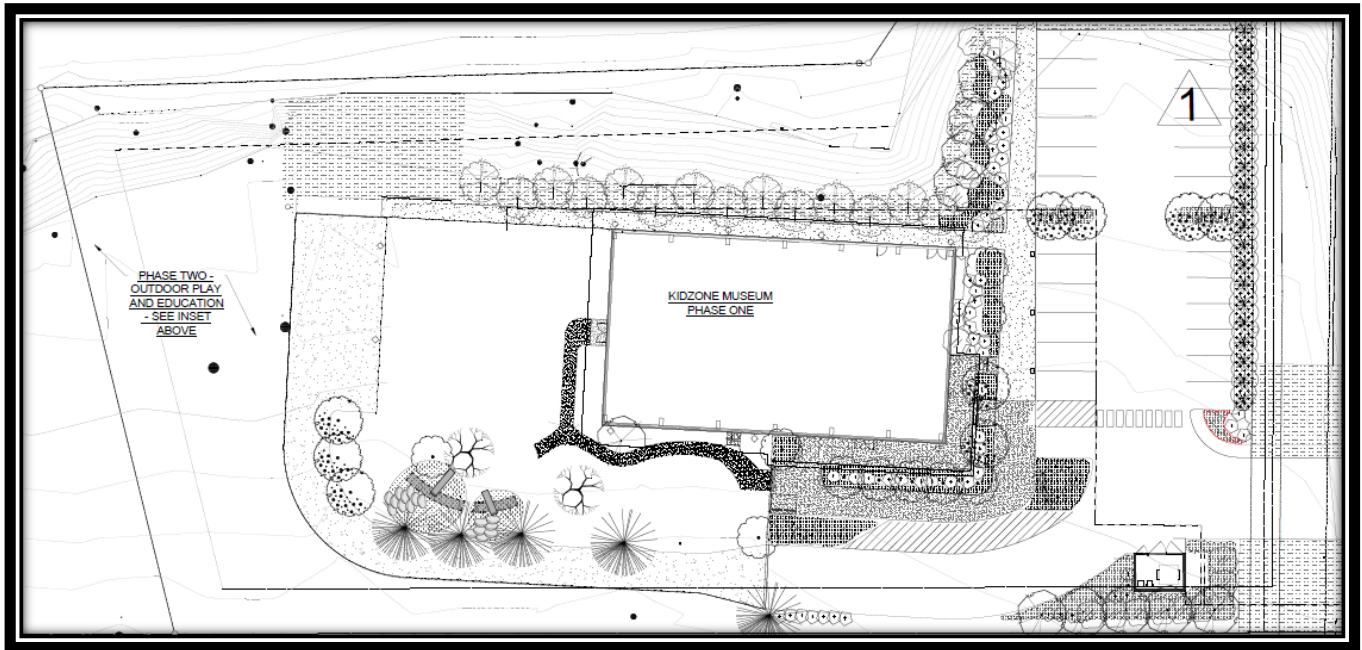 1
PHASE TWO -
OUTDOOR PLAY
AND EDUCATION
- SEE INSET
ABOVE
KIDZONE MUSEUM
PHASE ONE